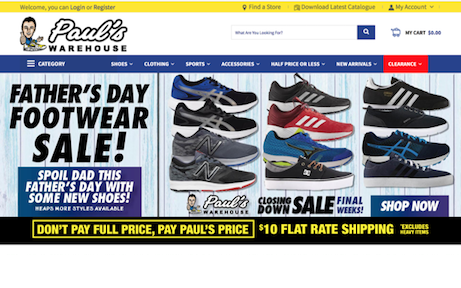 Welcome, you can Login or Register
Find a Store
Download Latest Catalogue
My Account
Paul's
WAREHOUSE
What Are You Looking For?
MY CART $0.00
CATEGORY
SHOES
CLOTHING
SPORTS
ACCESSORIES
HALF PRICE OR LESS
NEW ARRIVALS
CLEARANCE
FATHER'S DAY
FOOTWEAR
SALE!
SPOIL DAD THIS
FATHER'S DAY WITH
SOME NEW SHOES!
HEAPS MORE STYLES AVAILABLE
Paul's
WAREHOUSE
CLOSING
DOWN
SALE
FINAL
WEEKS!
SHOP NOW
DON'T PAY FULL PRICE, PAY PAUL'S PRICE
$10 FLAT RATE SHIPPING
*EXCLUDES
HEAVY ITEMS